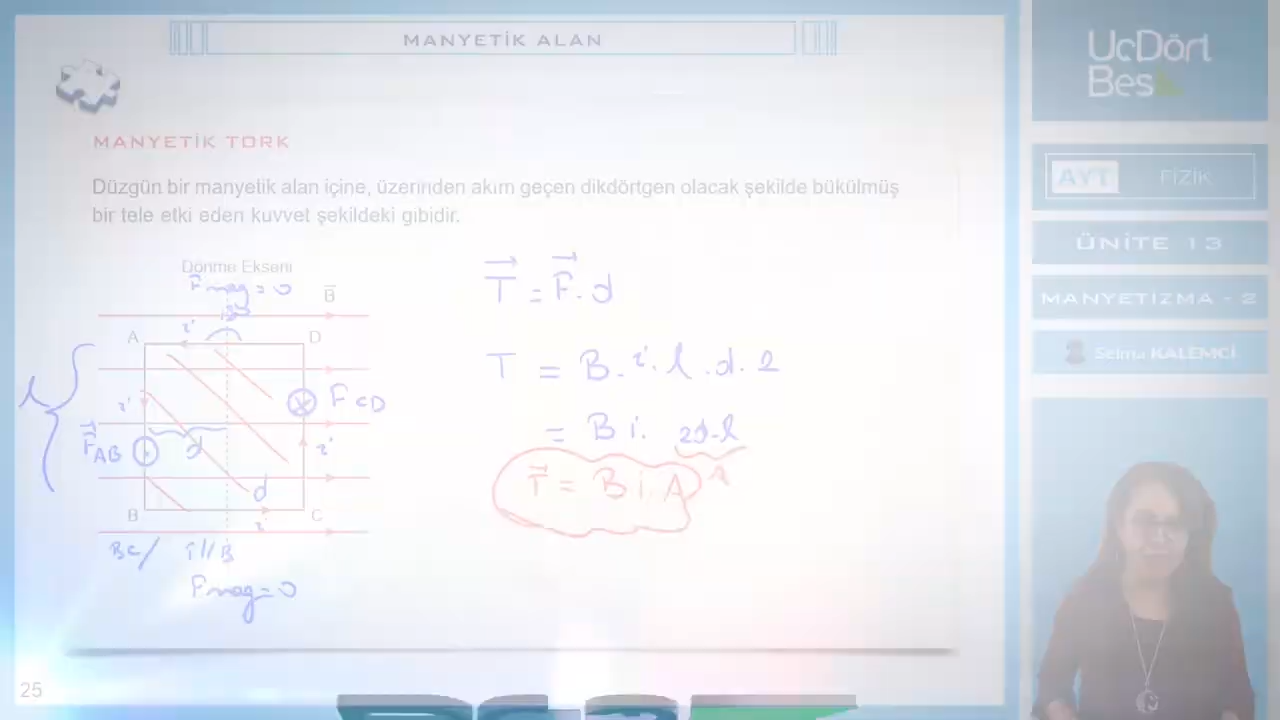 MANYETİK ALAN
UcDört
Bes
MANYETİK TORK
AYT FİZİK
Düzgün bir manyetik alan içine, üzerinden akım geçen dikdörtgen olacak şekilde bükülmüş
bir tele etki eden kuvvet şekildeki gibidir.
ÜNİTE 13
MANYETİZMA - 2
Selma KALEMCİ
Dönme Ekseni
Fmag = 0
B
A
i
D
l
i
F AB
d
F CD
i
d
B
i
C
BC/ i // B
Fmag = 0
T = F. d
T = B. i. l. d. 2
= B i. 2d.l
A
T = B i. A
25